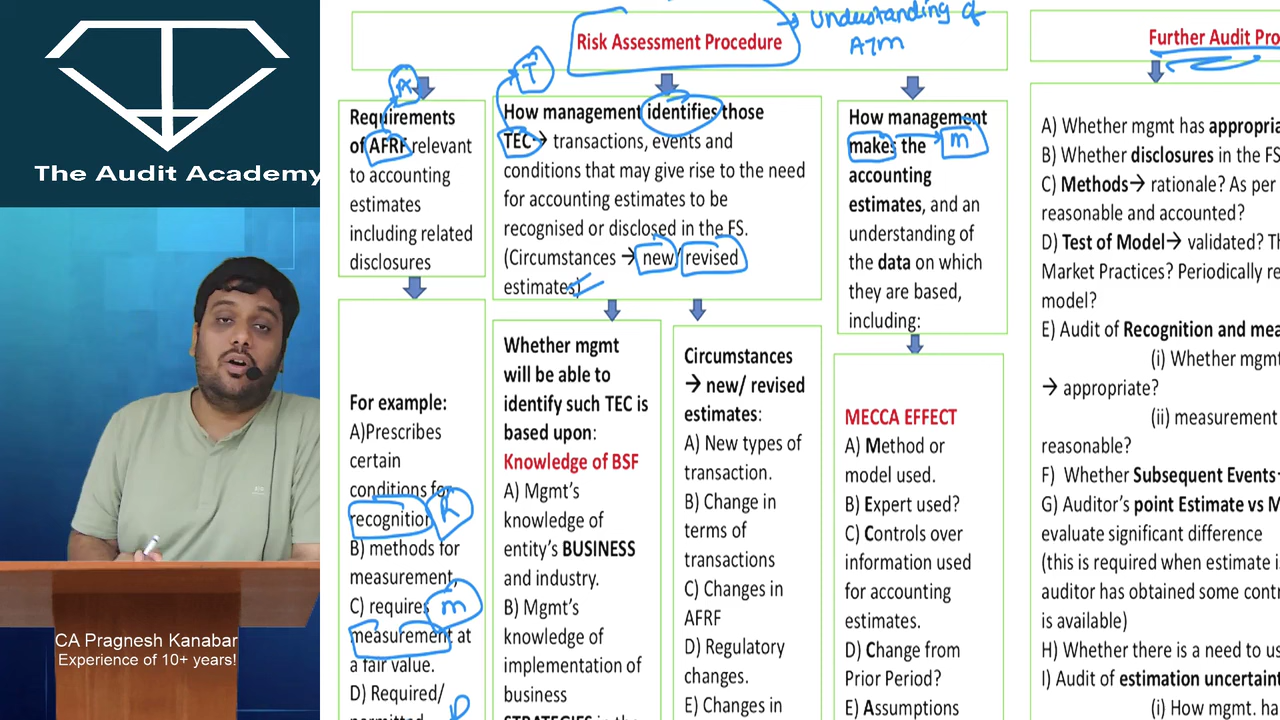 The Audit Academy
CA Pragnesh Kanabar
Experience of 10+ years!
Risk Assessment Procedure
Understanding of
ATM
A
T
Requirements
of AFRF relevant
to accounting
estimates
including related
disclosures
For example:
A)Prescribes
certain
conditions for
recognition
R
B) methods for
measurement,
C) requires
m
measurement at
a fair value.
D) Required/
permitted
How management identifies those
TEC→ transactions, events and
conditions that may give rise to the need
for accounting estimates to be
recognised or disclosed in the FS.
(Circumstances → new/ revised
estimates)
Whether mgmt
will be able to
identify such TEC is
based upon:
Knowledge of BSF
A) Mgmt's
knowledge of
entity's BUSINESS
and industry.
B) Mgmt's
knowledge of
implementation of
business
STRATEGIES in the
Circumstances
→ new/ revised
estimates:
A) New types of
transaction.
B) Change in
terms of
transactions
C) Changes in
AFRF
D) Regulatory
changes.
E) Changes in
How management
makes the
m
accounting
estimates, and an
understanding of
the data on which
they are based,
including:
MECCA EFFECT
A) Method or
model used.
B) Expert used?
C) Controls over
information used
for accounting
estimates.
D) Change from
Prior Period?
E) Assumptions
Further Audit Pro
A) Whether mgmt has appropria
B) Whether disclosures in the FS
C) Methods→ rationale? As per
reasonable and accounted?
D) Test of Model→ validated? Th
Market Practices? Periodically re
model?
E) Audit of Recognition and mea
(i) Whether mgmt
→ appropriate?
(ii) measurement
reasonable?
F) Whether Subsequent Events
G) Auditor's point Estimate vs M
evaluate significant difference
(this is required when estimate is
auditor has obtained some contr
is available)
H) Whether there is a need to us
I) Audit of estimation uncertaint
(i) How mgmt. ha